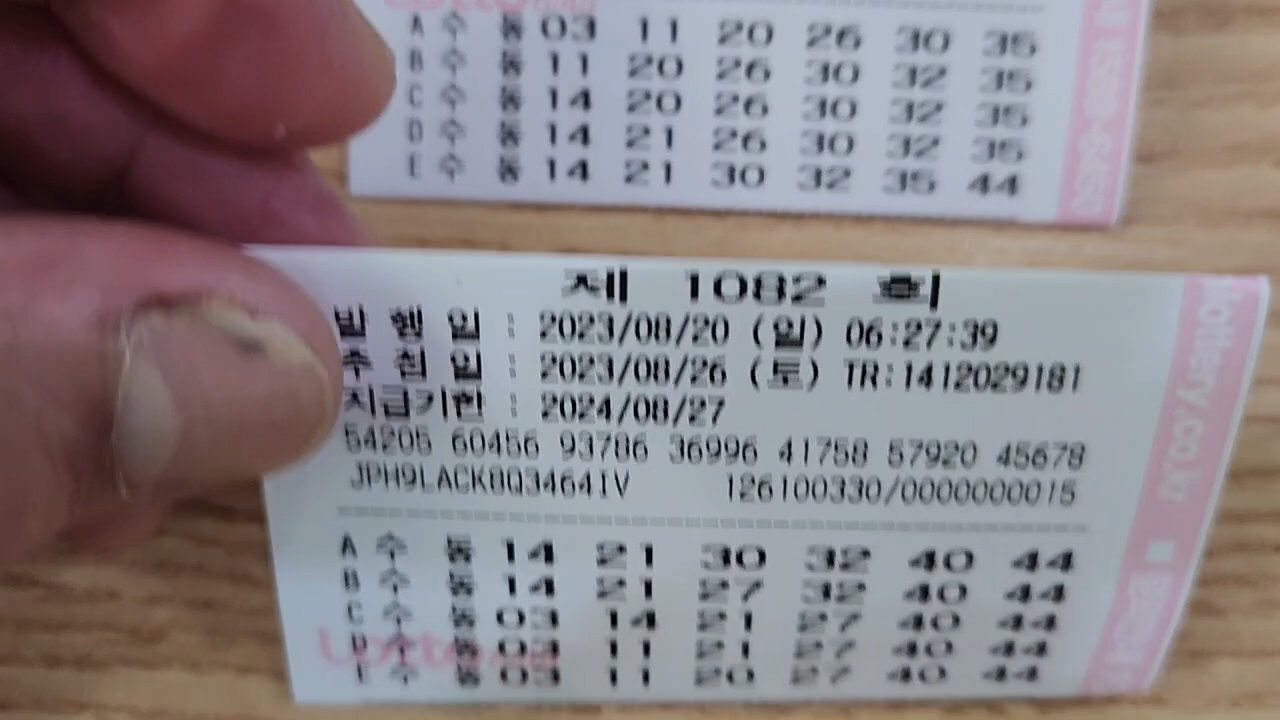 A 수 동 03 11 20 26 30 35
B 수 동 11 20 26 30 32 35
C 수 동 14 20 26 30 32 35
D 수 동 14 21 26 30 32 35
E 수 동 14 21 30 32 35 44
제 1082 회
발 행 일 : 2023/08/20 (일) 06:27:39
추 첨 일 : 2023/08/26 (토) TR:1412029181
지급기한 : 2024/08/27
54205 60456 93786 36996 41758 57920 45678
JPH9LACK8Q3464IV 126100330/0000000015
A 수 동 14 21 30 32 40 44
B 수 동 14 21 27 32 40 44
C 수 동 03 14 21 27 40 44
D 수 동 03 11 21 27 40 44
E 수 동 03 11 20 27 40 44
Lotto
lottery.co.kr